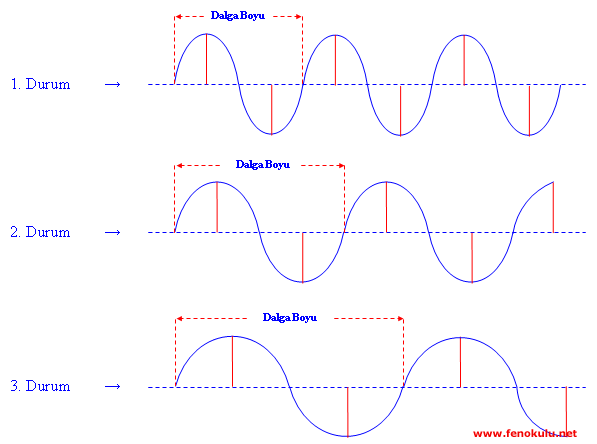 Dalga Boyu
1. Durum →
Dalga Boyu
2. Durum →
Dalga Boyu
3. Durum →
www.fenokulu.net